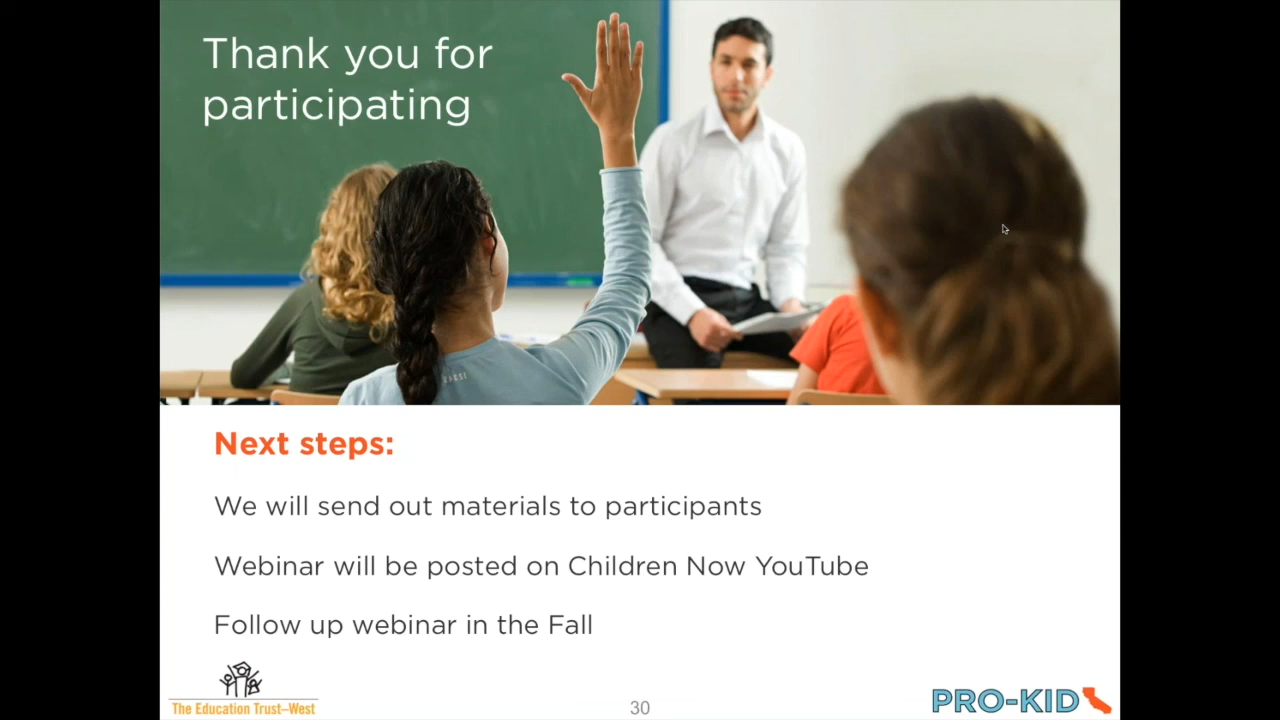 Thank you for
participating
Next steps:
We will send out materials to participants
Webinar will be posted on Children Now YouTube
Follow up webinar in the Fall
The Education Trust—West
30
PRO-KID